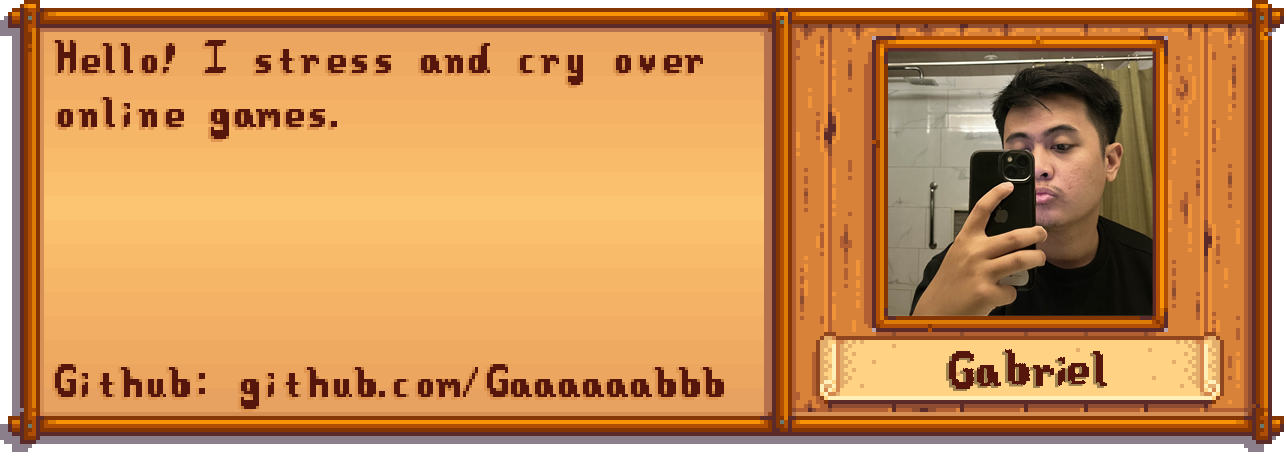 Hello! I stress and cry over
online games.
Github: github.com/Gaaaaaabbb
Gabriel